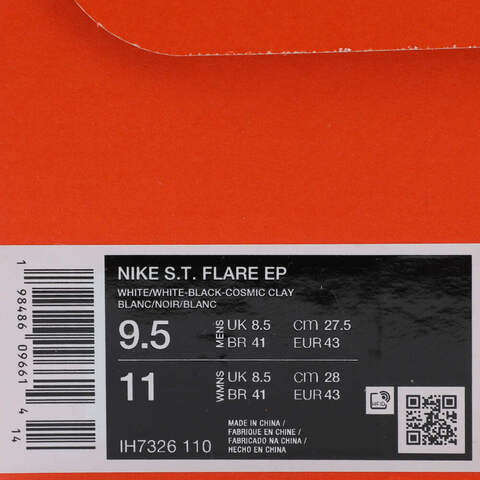 NIKE S.T. FLARE EP
WHITE/WHITE-BLACK-COSMIC CLAY
BLANC/NOIR/BLANC
9.5 MENS UK 8.5 CM 27.5
BR 41 EUR 43
11 WMNS UK 8.5 CM 28
BR 41 EUR 43
MADE IN CHINA /
FABRIQUE EN CHINE /
FABRICADO NA CHINA /
HECHO EN CHINA
IH7326 110
1 98486 09661 4 14